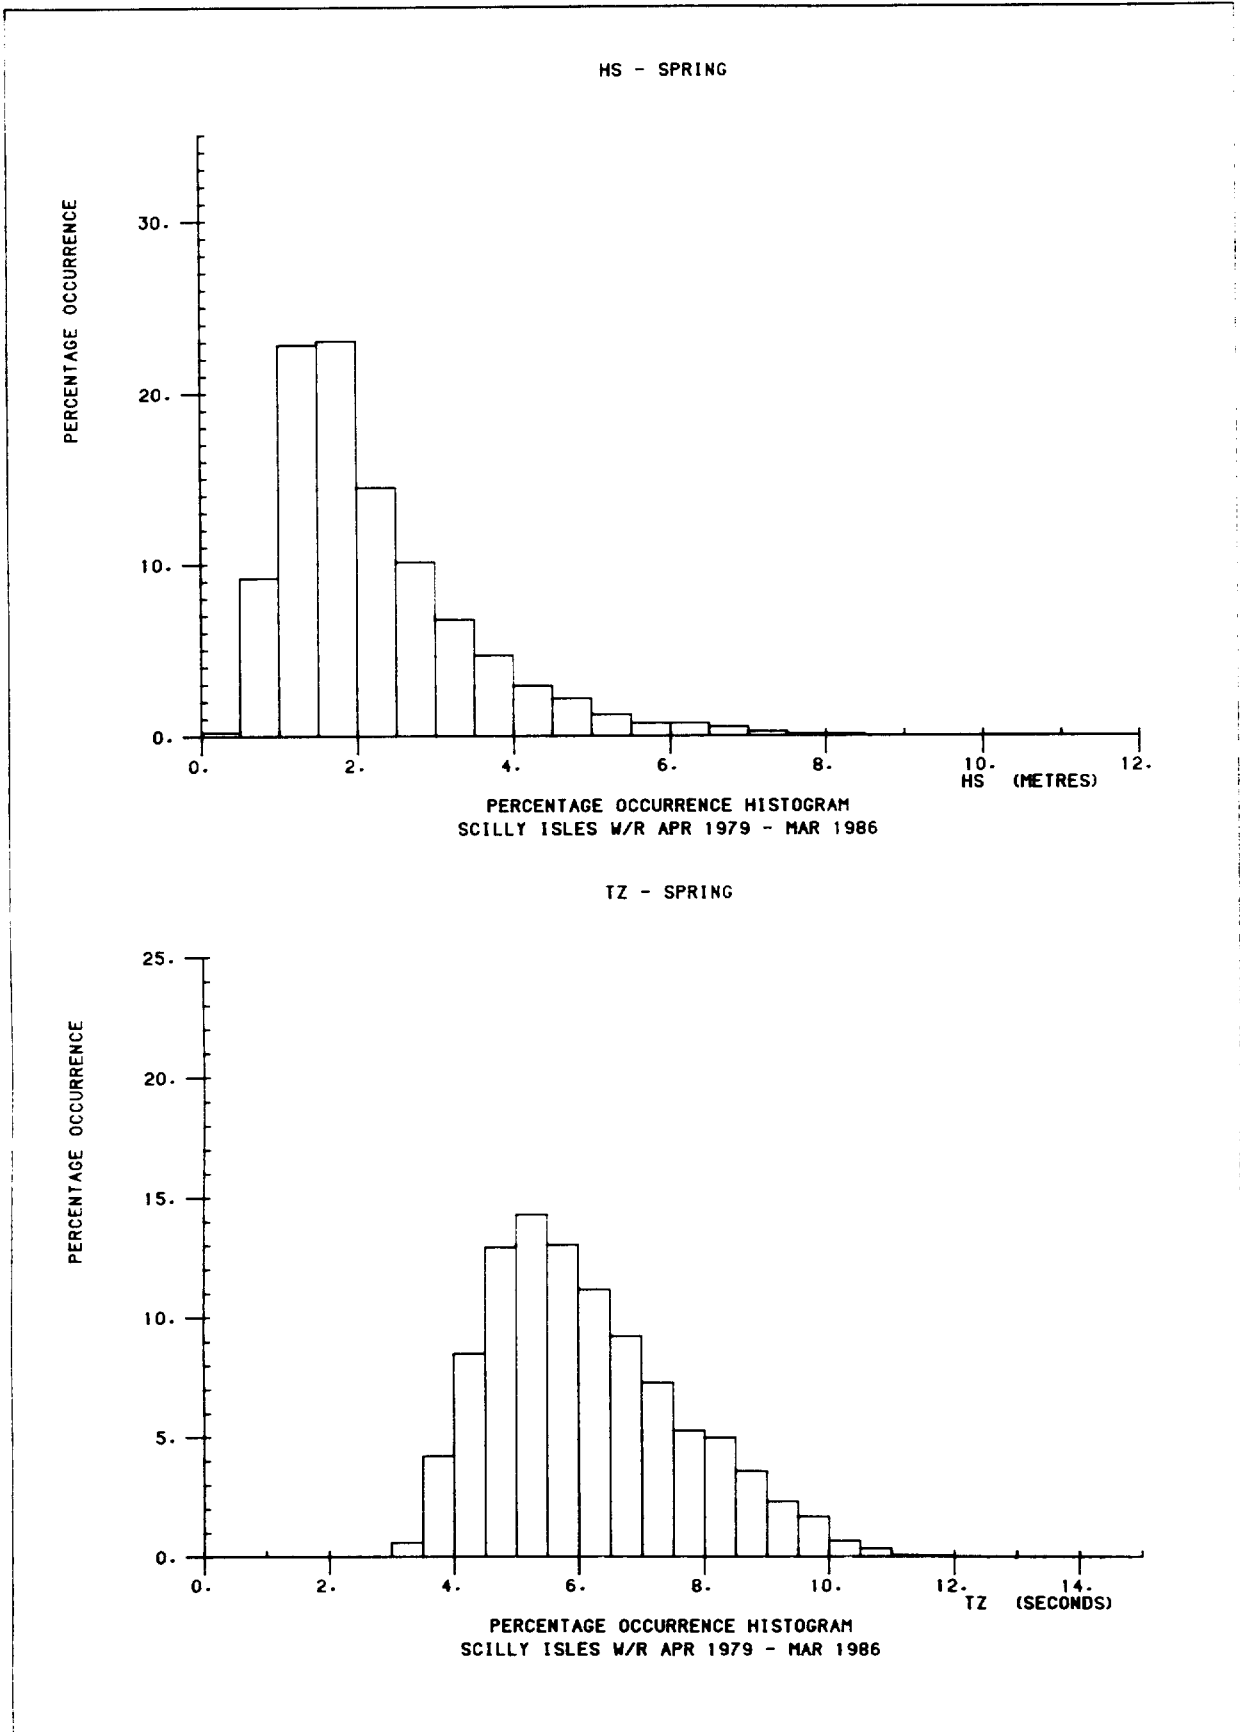 HS - SPRING
PERCENTAGE OCCURRENCE
30.
20.
10.
0.
0. 2. 4. 6. 8. 10. 12.
HS (METRES)
PERCENTAGE OCCURRENCE HISTOGRAM
SCILLY ISLES W/R APR 1979 - MAR 1986
TZ - SPRING
PERCENTAGE OCCURRENCE
25.
20.
15.
10.
5.
0.
0. 2. 4. 6. 8. 10. 12. 14.
TZ (SECONDS)
PERCENTAGE OCCURRENCE HISTOGRAM
SCILLY ISLES W/R APR 1979 - MAR 1986